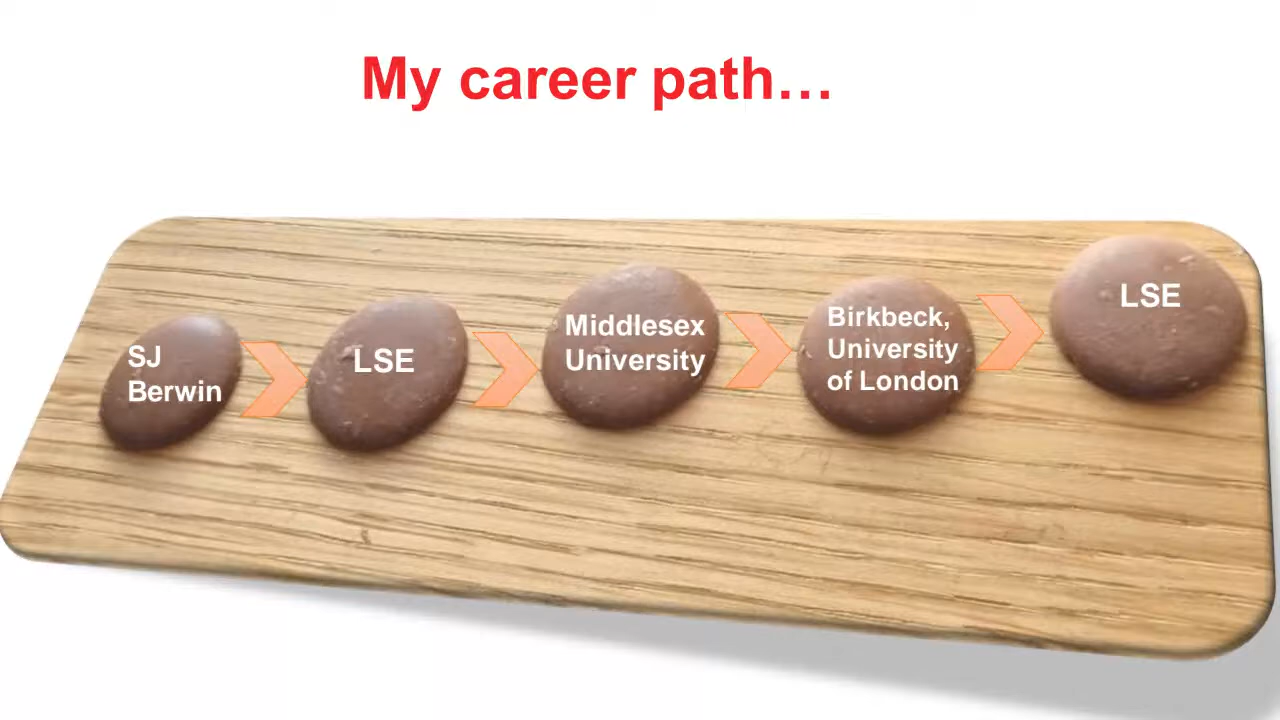 My career path…
SJ
Berwin
LSE
Middlesex
University
Birkbeck,
University
of London
LSE